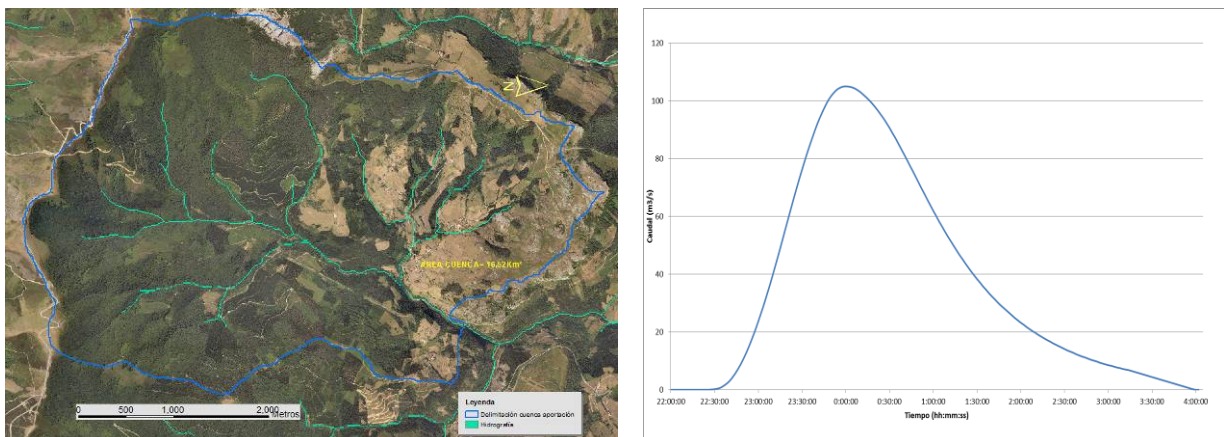 N
ÁREA CUENCA= 16,52Km²
0 500 1,000 2,000 Metros
Leyenda
Delimitación cuenca aportación
Hidrografía
Caudal (m3/s)
120
100
80
60
40
20
0
22:00:00 22:30:00 23:00:00 23:30:00 0:00:00 0:30:00 1:00:00 1:30:00 2:00:00 2:30:00 3:00:00 3:30:00 4:00:00
Tiempo (hh:mm:ss)